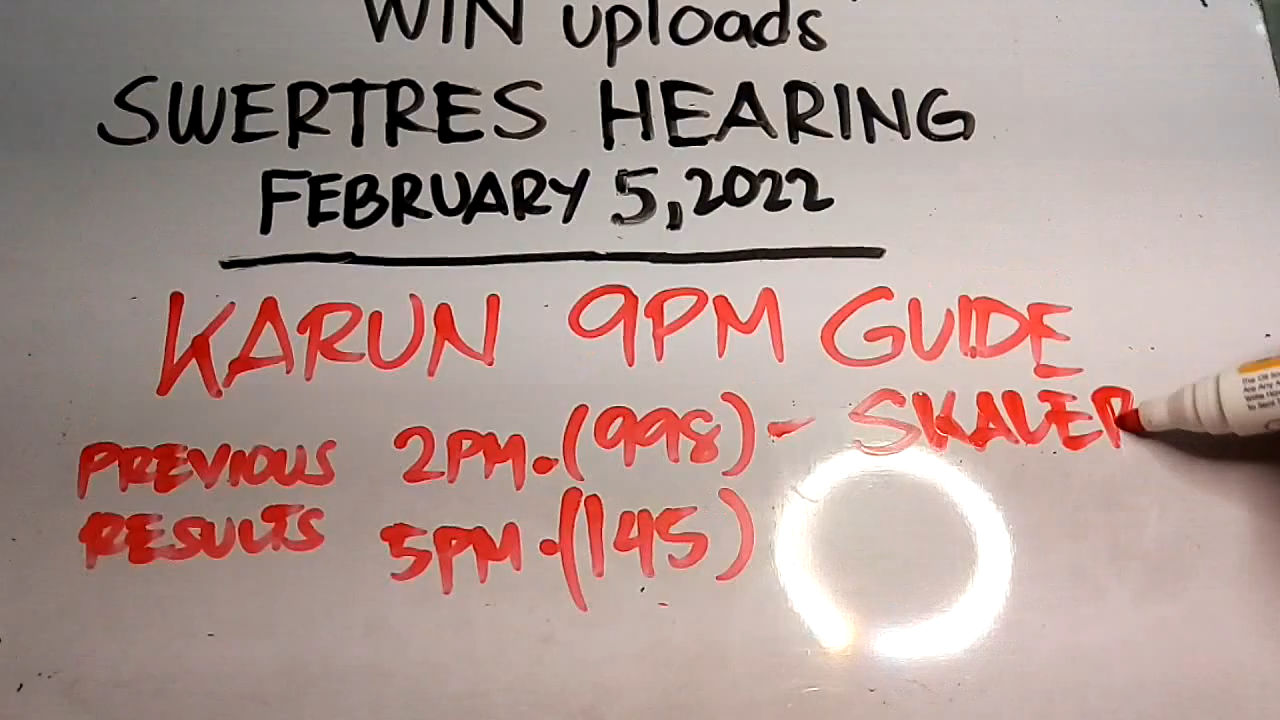 WIN uploads
SWERTRES HEARING
FEBRUARY 5, 2022
KARUN 9PM GUIDE
PREVIOUS 2PM.(998)- SKALER
RESULTS 5PM.(145)